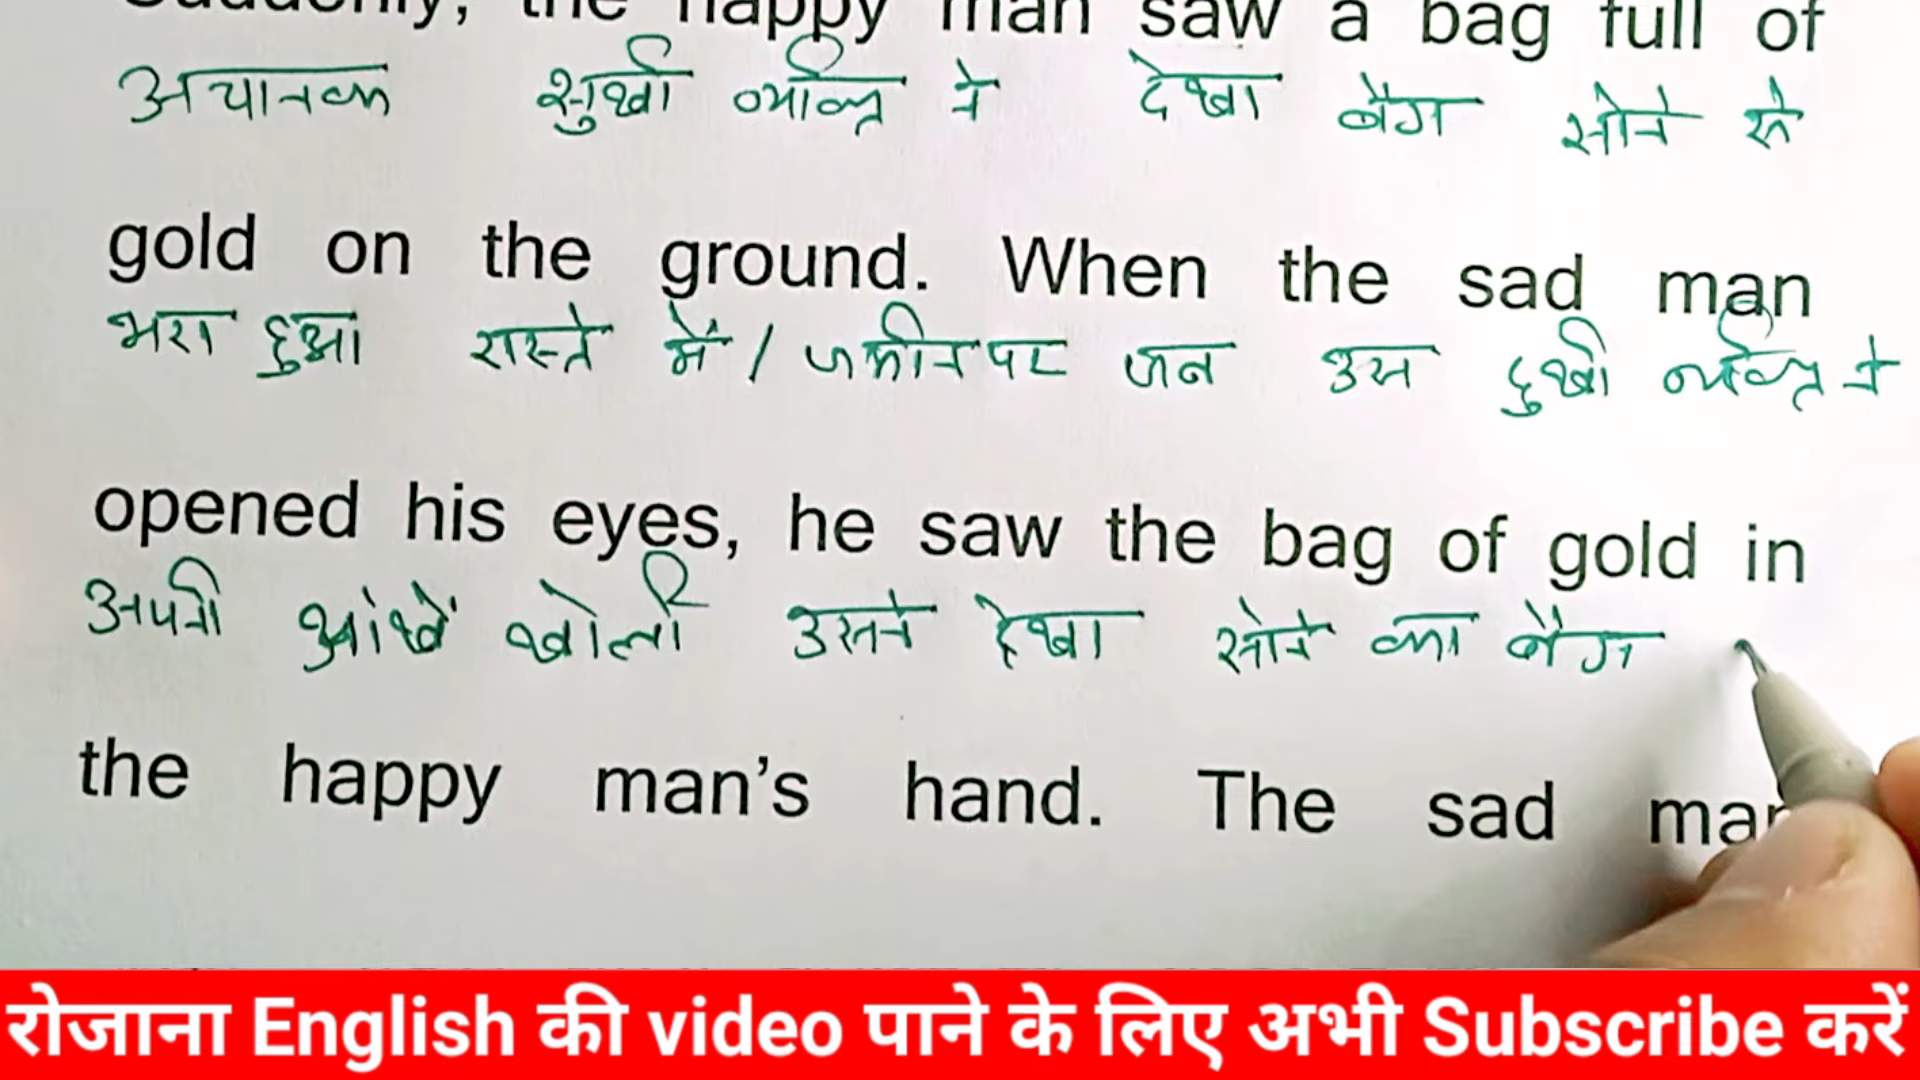 Suddenly, the happy man saw a bag full of
अचानक सुखी व्यक्ति ने देखा बैग सोने से
gold on the ground. When the sad man
भरा हुआ रास्ते में / जमीन पर जब उस दुखी व्यक्ति ने
opened his eyes, he saw the bag of gold in
अपनी आंखें खोली उसने देखा सोने का बैग
the happy man's hand. The sad man
रोजाना English की video पाने के लिए अभी Subscribe करें